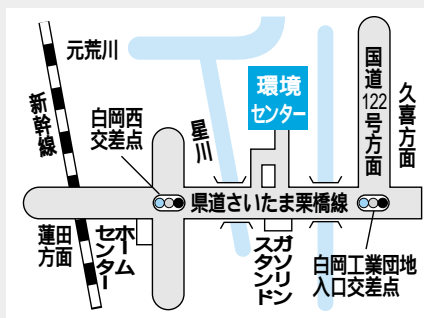 元荒川
新幹線
白岡西
交差点
星川
環境
センター
国道122号方面
久喜方面
県道さいたま栗橋線
蓮田
方面
ホーム
センター
ガソリン
スタンド
白岡工業団地
入口交差点